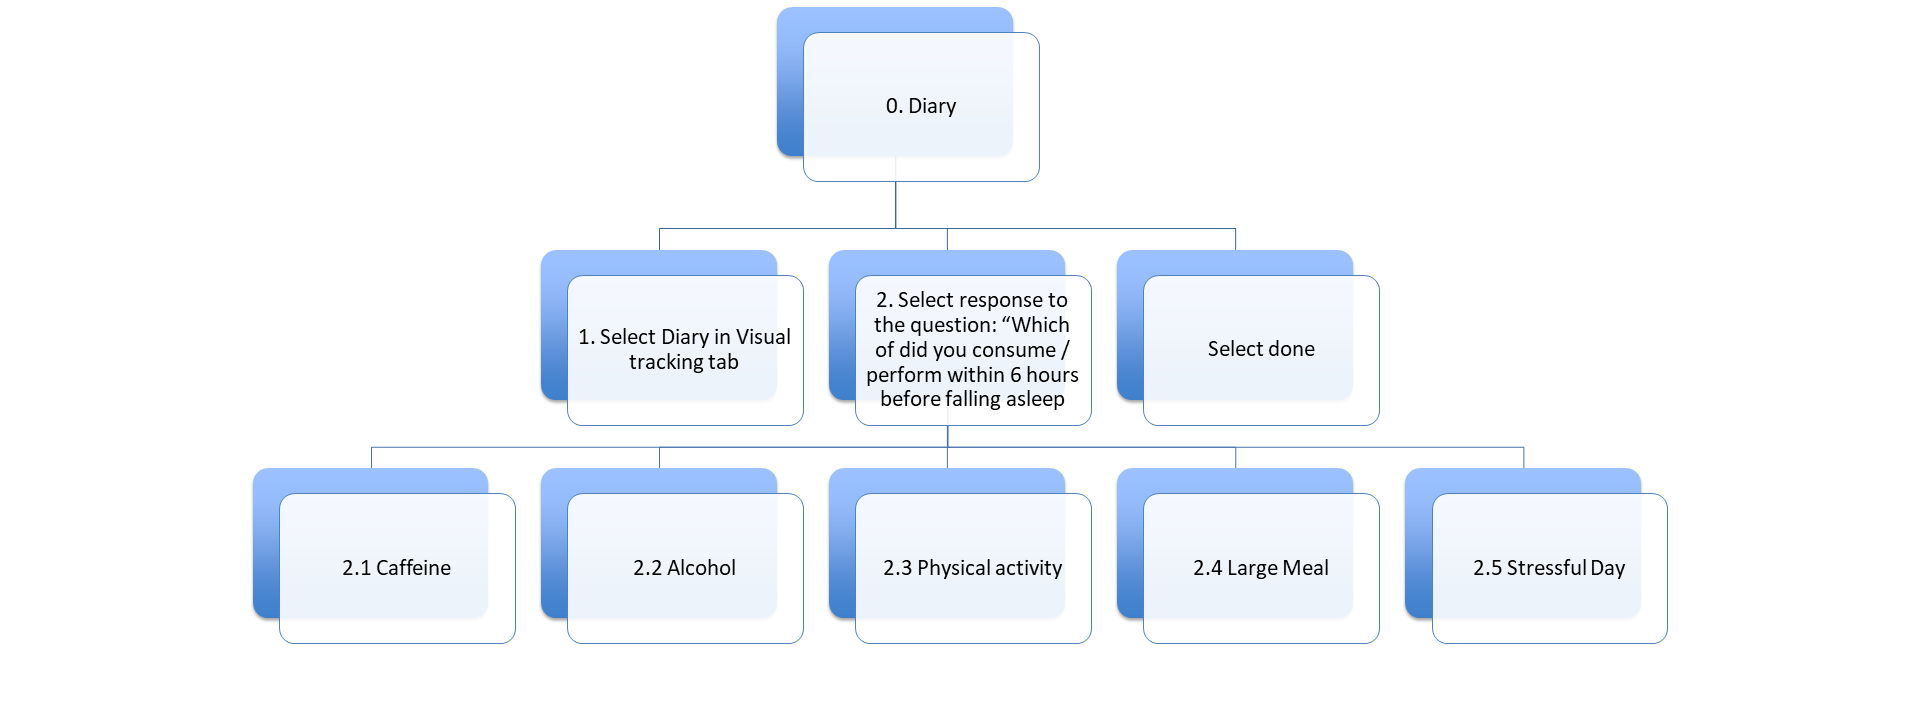 0. Diary
1. Select Diary in Visual
tracking tab
2. Select response to
the question: “Which
of did you consume /
perform within 6 hours
before falling asleep
Select done
2.1 Caffeine
2.2 Alcohol
2.3 Physical activity
2.4 Large Meal
2.5 Stressful Day